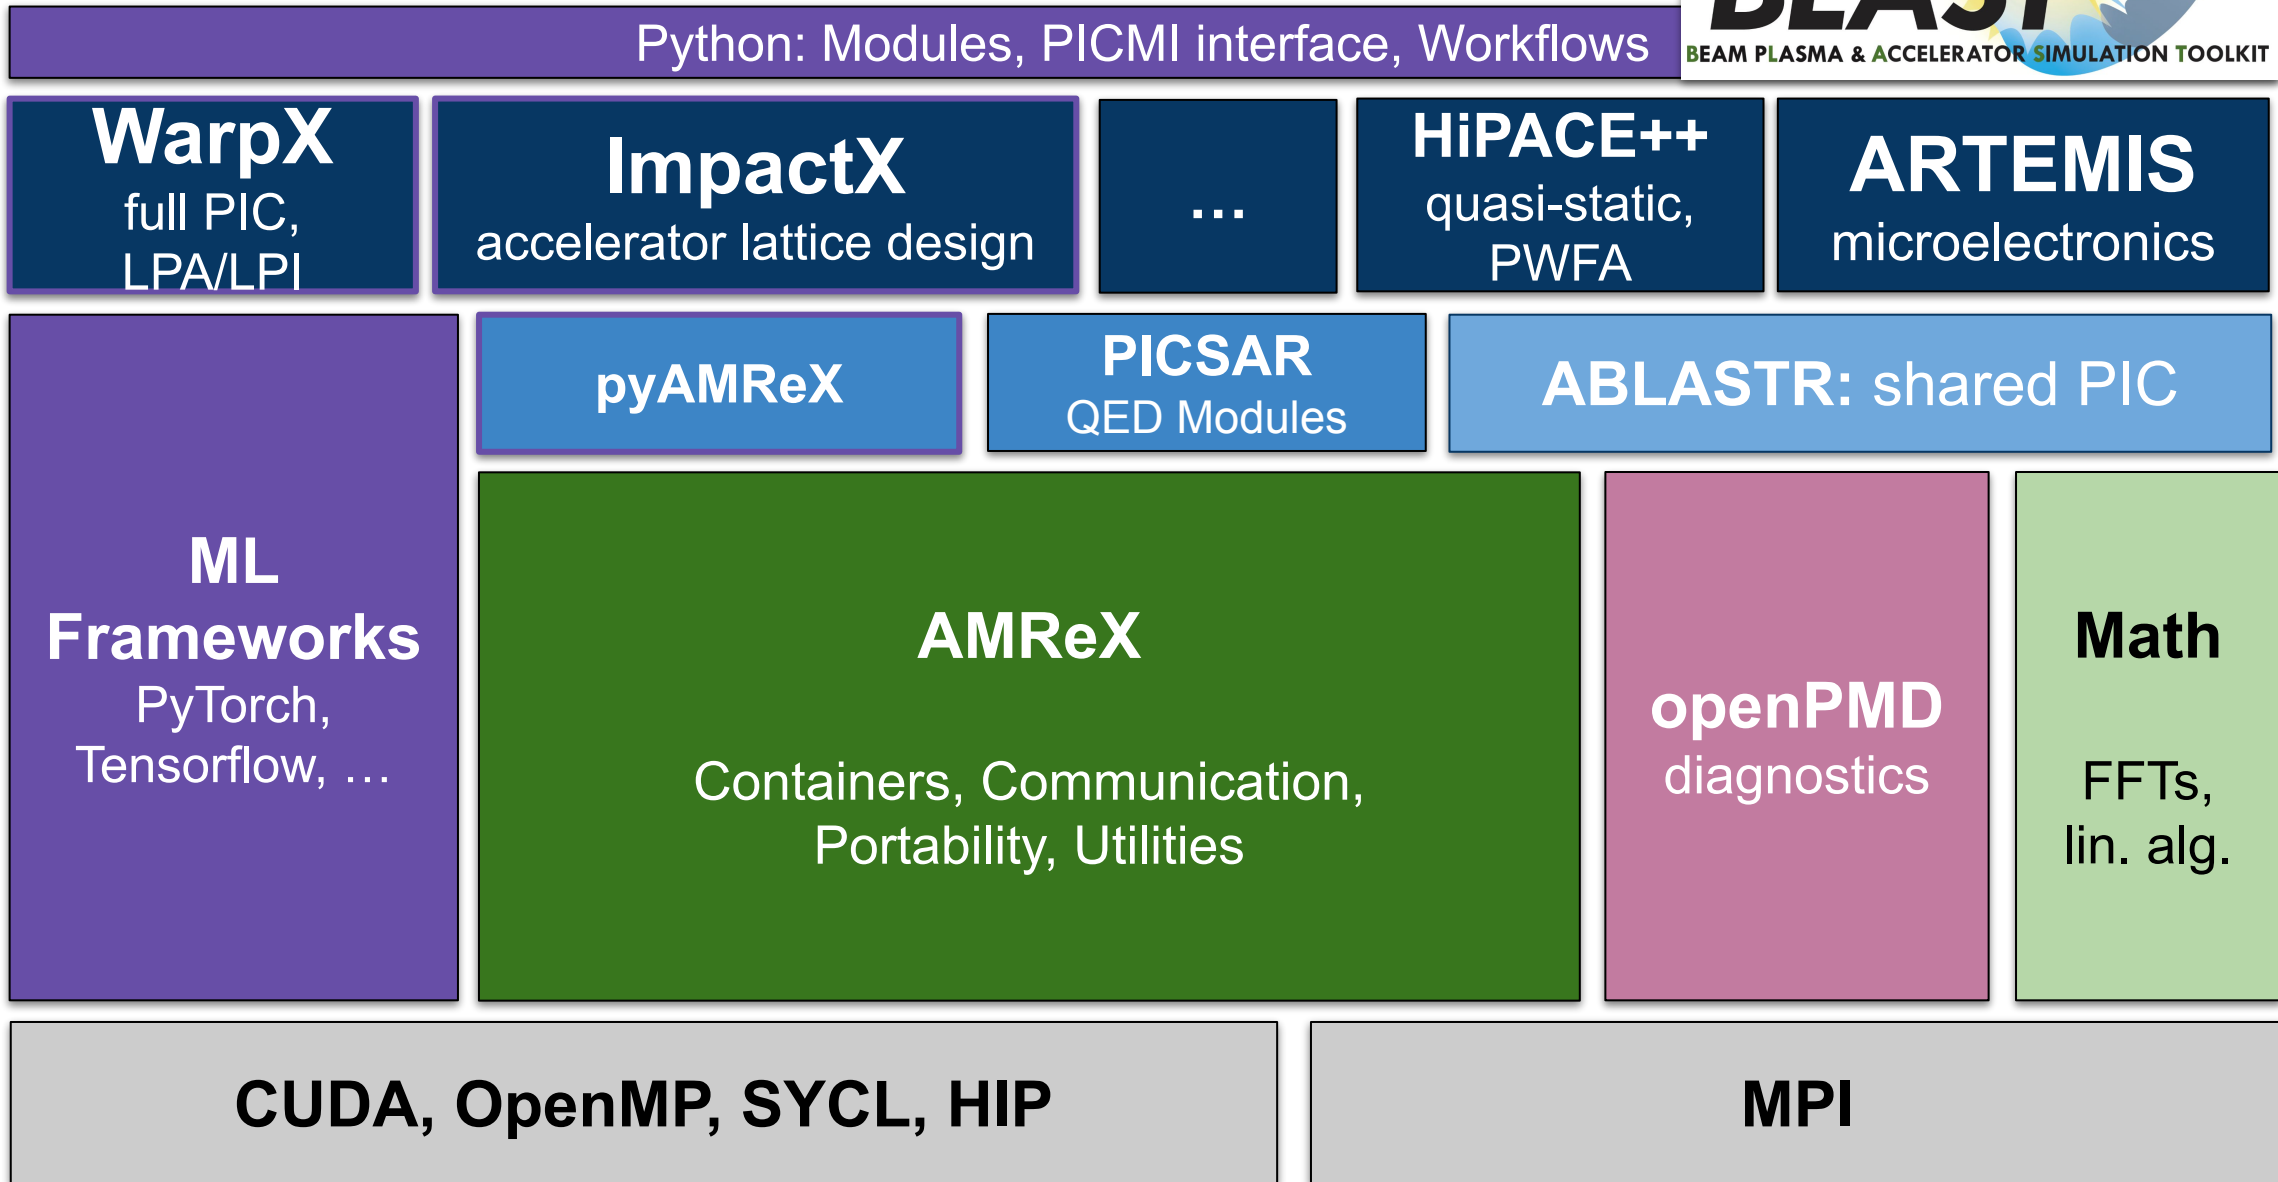 BLAST
Python: Modules, PICMI interface, Workflows
BEAM PLASMA & ACCELERATOR SIMULATION TOOLKIT
WarpX
full PIC,
LPA/LPI
ImpactX
accelerator lattice design
...
HiPACE++
quasi-static,
PWFA
ARTEMIS
microelectronics
pyAMReX
PICSAR
QED Modules
ABLASTR: shared PIC
ML
Frameworks
PyTorch,
Tensorflow, …
AMReX
Containers, Communication,
Portability, Utilities
openPMD
diagnostics
Math
FFTs,
lin. alg.
CUDA, OpenMP, SYCL, HIP
MPI